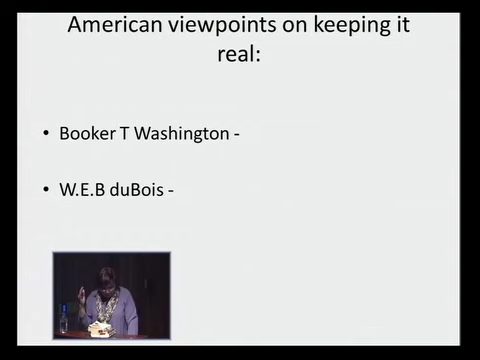 American viewpoints on keeping it
real:
• Booker T Washington -
• W.E.B duBois -